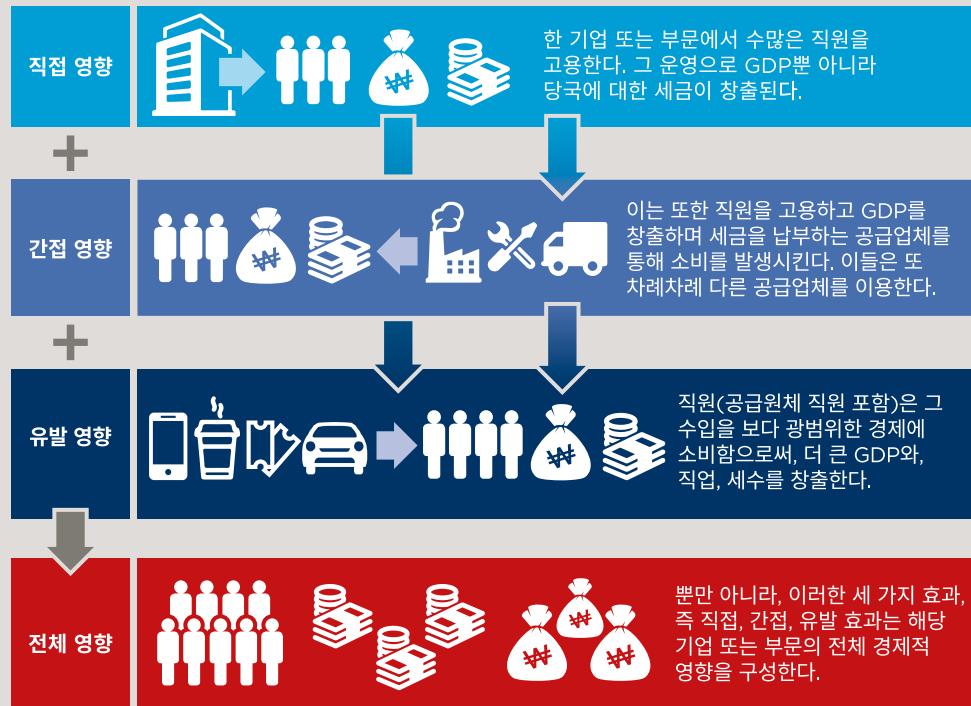 직접 영향
한 기업 또는 부문에서 수많은 직원을
고용한다. 그 운영으로 GDP뿐 아니라
당국에 대한 세금이 창출된다.
₩
+
간접 영향
₩
이는 또한 직원을 고용하고 GDP를
창출하며 세금을 납부하는 공급업체를
통해 소비를 발생시킨다. 이들은 또
차례차례 다른 공급업체를 이용한다.
+
유발 영향
₩
직원(공급원체 직원 포함)은 그
수입을 보다 광범위한 경제에
소비함으로써, 더 큰 GDP와,
직업, 세수를 창출한다.
전체 영향
₩
₩
₩
뿐만 아니라, 이러한 세 가지 효과,
즉 직접, 간접, 유발 효과는 해당
기업 또는 부문의 전체 경제적
영향을 구성한다.